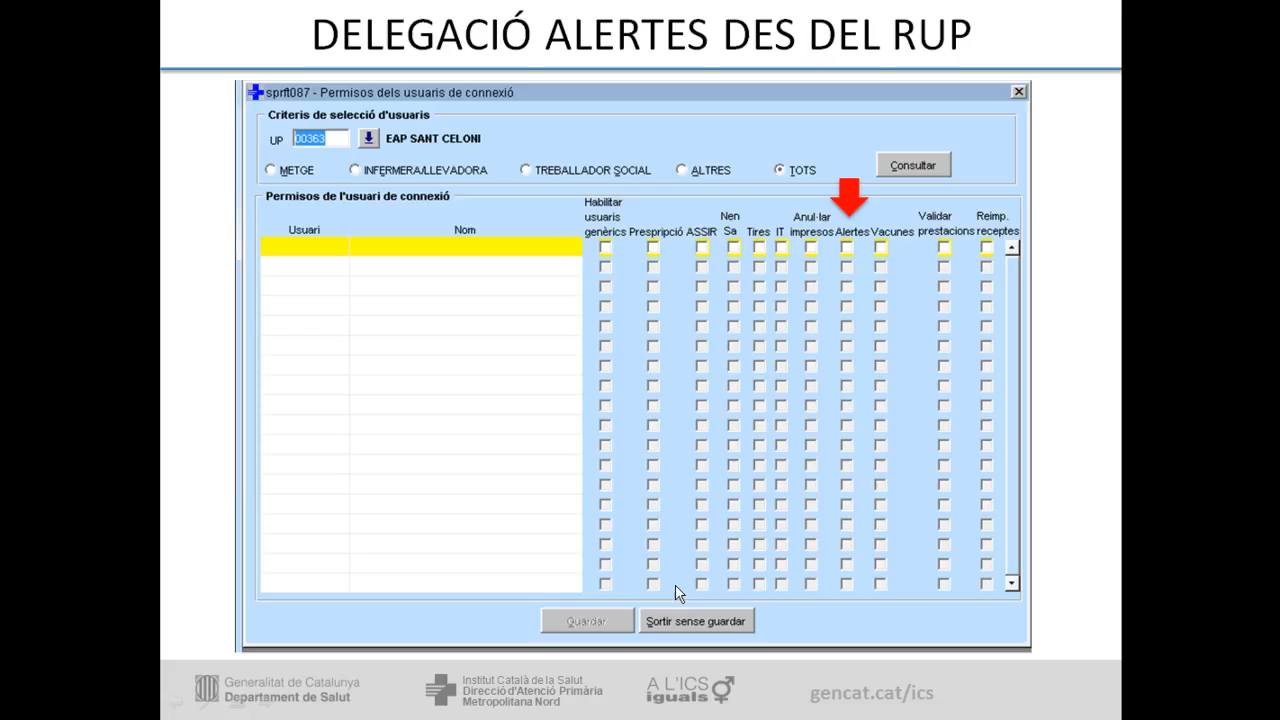 DELEGACIÓ ALERTES DES DEL RUP
sprft087 - Permisos dels usuaris de connexió
Criteris de selecció d'usuaris
UP 00363 EAP SANT CELONI
METGE INFERMERA/LLEVADORA TREBALLADOR SOCIAL ALTRES TOTS Consultar
Permisos de l'usuari de connexió
Usuari Nom Habilitar usuaris genèrics Prespripció ASSIR Nen Sa Tires IT Anul·lar impresos Alertes Vacunes Validar prestacions Reimp. receptes
Guardar Sortir sense guardar
Generalitat de Catalunya
Departament de Salut
Institut Català de la Salut
Direcció d'Atenció Primària
Metropolitana Nord
A L'ICS
iguals
gencat.cat/ics